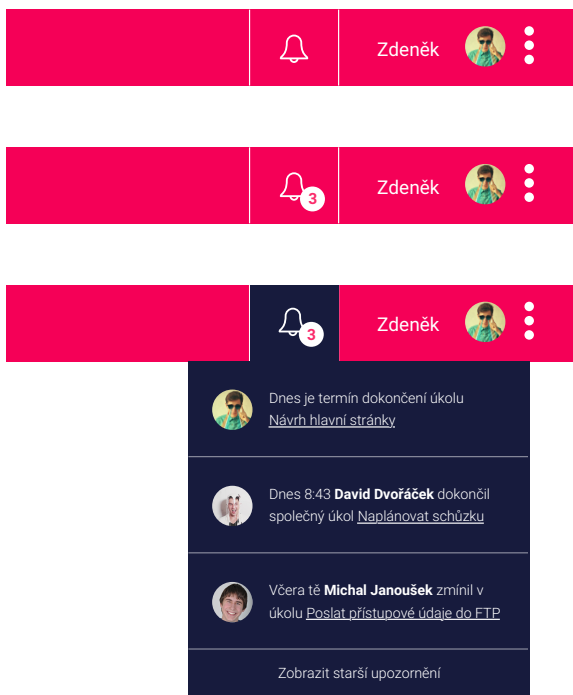 Zdeněk
3
Zdeněk
3
Zdeněk
Dnes je termín dokončení úkolu
Návrh hlavní stránky
Dnes 8:43 David Dvořáček dokončil
společný úkol Naplánovat schůzku
Včera tě Michal Janoušek zmínil v
úkolu Poslat přístupové údaje do FTP
Zobrazit starší upozornění